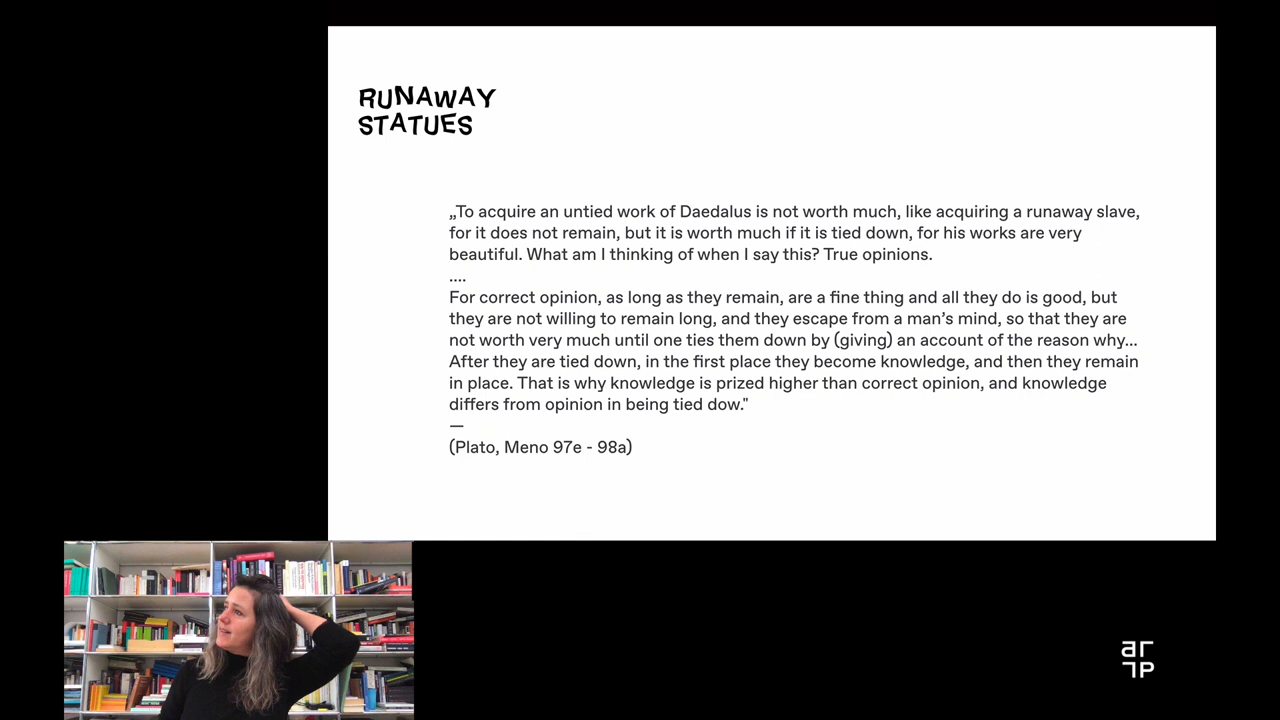 RUNAWAY
STATUES
„To acquire an untied work of Daedalus is not worth much, like acquiring a runaway slave,
for it does not remain, but it is worth much if it is tied down, for his works are very
beautiful. What am I thinking of when I say this? True opinions.
....
For correct opinion, as long as they remain, are a fine thing and all they do is good, but
they are not willing to remain long, and they escape from a man’s mind, so that they are
not worth very much until one ties them down by (giving) an account of the reason why...
After they are tied down, in the first place they become knowledge, and then they remain
in place. That is why knowledge is prized higher than correct opinion, and knowledge
differs from opinion in being tied dow."
—
(Plato, Meno 97e - 98a)